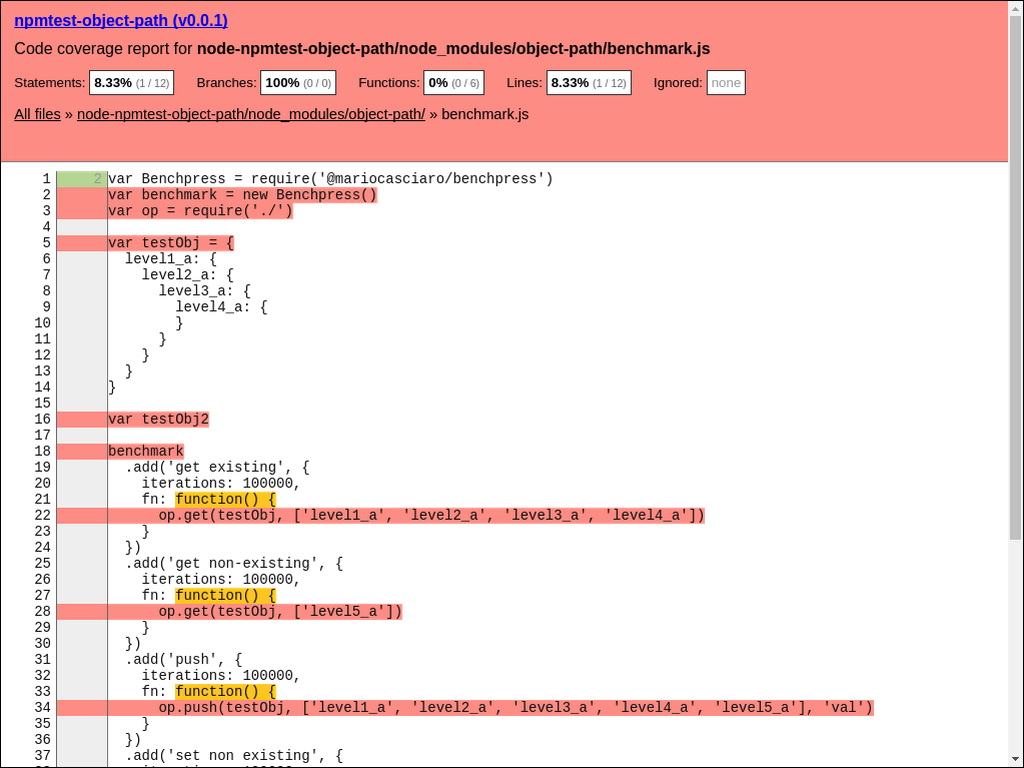 npmtest-object-path (v0.0.1)
Code coverage report for node-npmtest-object-path/node_modules/object-path/benchmark.js
Statements: 8.33% (1 / 12) Branches: 100% (0 / 0) Functions: 0% (0 / 6) Lines: 8.33% (1 / 12) Ignored: none
All files » node-npmtest-object-path/node_modules/object-path/ » benchmark.js
1 2 var Benchpress = require('@mariocasciaro/benchpress')
2 var benchmark = new Benchpress()
3 var op = require('./')
4
5 var testObj = {
6   level1_a: {
7     level2_a: {
8       level3_a: {
9         level4_a: {
10         }
11       }
12     }
13   }
14 }
15
16 var testObj2
17
18 benchmark
19   .add('get existing', {
20     iterations: 100000,
21     fn: function() {
22       op.get(testObj, ['level1_a', 'level2_a', 'level3_a', 'level4_a'])
23     }
24   })
25   .add('get non-existing', {
26     iterations: 100000,
27     fn: function() {
28       op.get(testObj, ['level5_a'])
29     }
30   })
31   .add('push', {
32     iterations: 100000,
33     fn: function() {
34       op.push(testObj, ['level1_a', 'level2_a', 'level3_a', 'level4_a', 'level5_a'], 'val')
35     }
36   })
37   .add('set non existing', {